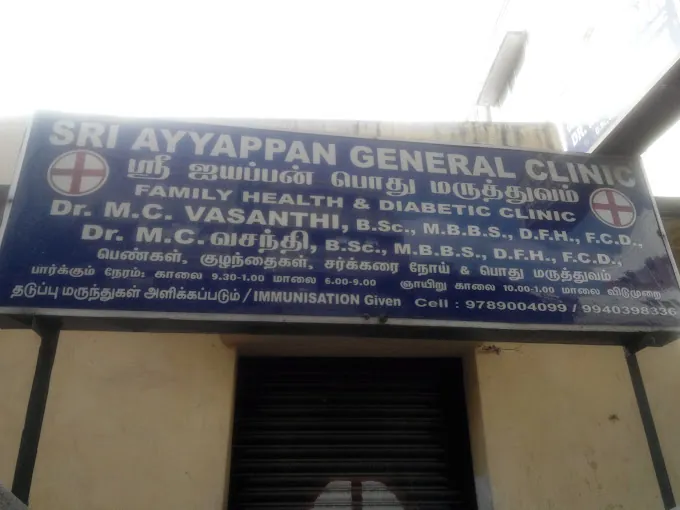 SRI AYYAPPAN GENERAL CLINIC
ஸ்ரீ ஐயப்பன் பொது மருத்துவம்
FAMILY HEALTH & DIABETIC CLINIC
Dr. M.C. VASANTHI, B.Sc., M.B.B.S., D.F.H., F.C.D.,
Dr. M.C. வசந்தி, B.Sc., M.B.B.S., D.F.H., F.C.D.,
பெண்கள், குழந்தைகள், சர்க்கரை நோய் & பொது மருத்துவம்
பார்க்கும் நேரம்: காலை 9.30-1.00 மாலை 6.00-9.00 ஞாயிறு காலை 10.00-1.00 மாலை விடுமுறை
தடுப்பு மருந்துகள் அளிக்கப்படும் / IMMUNISATION Given Cell : 9789004099 / 9940398336